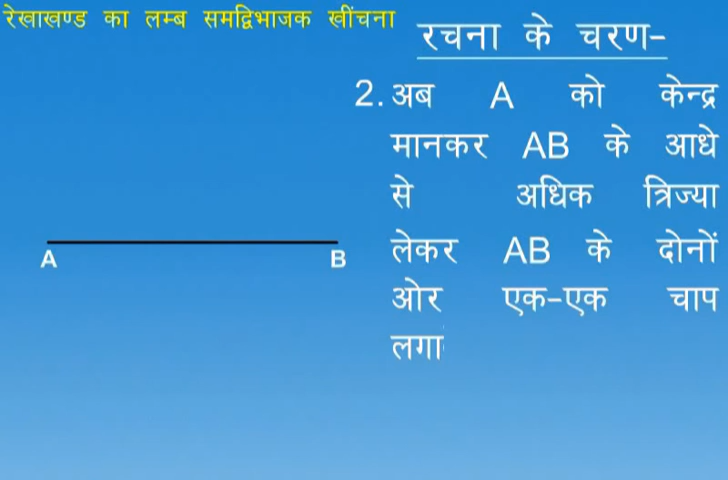 रेखाखण्ड का लम्ब समद्विभाजक खींचना
रचना के चरण-
2. अब A को केन्द्र
मानकर AB के आधे
से अधिक त्रिज्या
लेकर AB के दोनों
ओर एक-एक चाप
लगा
A B